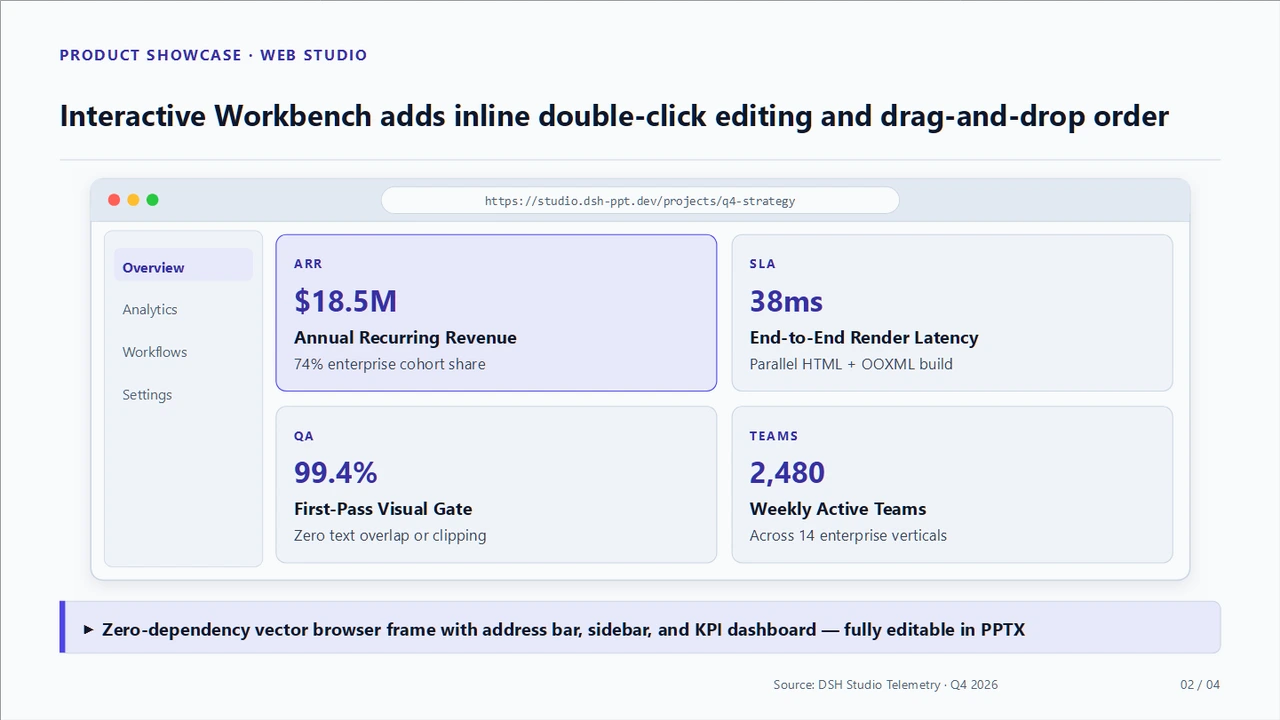 PRODUCT SHOWCASE · WEB STUDIO
Interactive Workbench adds inline double-click editing and drag-and-drop order
https://studio.dsh-ppt.dev/projects/q4-strategy
Overview
Analytics
Workflows
Settings
ARR
$18.5M
Annual Recurring Revenue
74% enterprise cohort share
SLA
38ms
End-to-End Render Latency
Parallel HTML + OOXML build
QA
99.4%
First-Pass Visual Gate
Zero text overlap or clipping
TEAMS
2,480
Weekly Active Teams
Across 14 enterprise verticals
▸ Zero-dependency vector browser frame with address bar, sidebar, and KPI dashboard — fully editable in PPTX
Source: DSH Studio Telemetry · Q4 2026
02 / 04